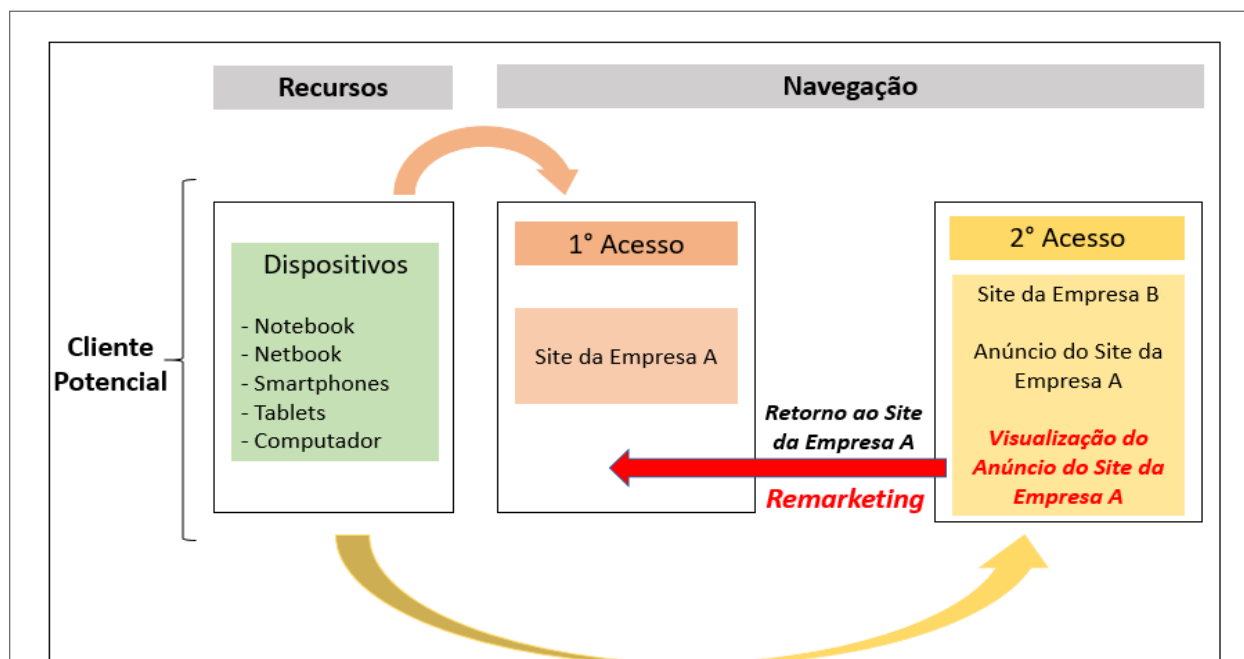 Recursos
Navegação
Cliente
Potencial
Dispositivos
- Notebook
- Netbook
- Smartphones
- Tablets
- Computador
1° Acesso
Site da Empresa A
Retorno ao Site
da Empresa A
Remarketing
2° Acesso
Site da Empresa B
Anúncio do Site da
Empresa A
Visualização do
Anúncio do Site da
Empresa A